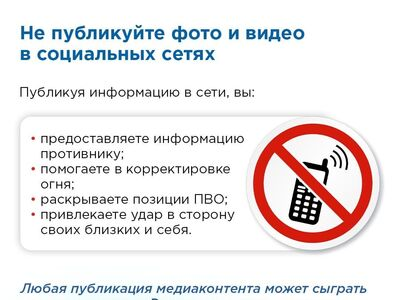 Не публикуйте фото и видео
в социальных сетях
Публикуя информацию в сети, вы:
• предоставляете информацию
противнику;
• помогаете в корректировке
огня;
• раскрываете позиции ПВО;
• привлекаете удар в сторону
своих близких и себя.
Любая публикация медиаконтента может сыграть